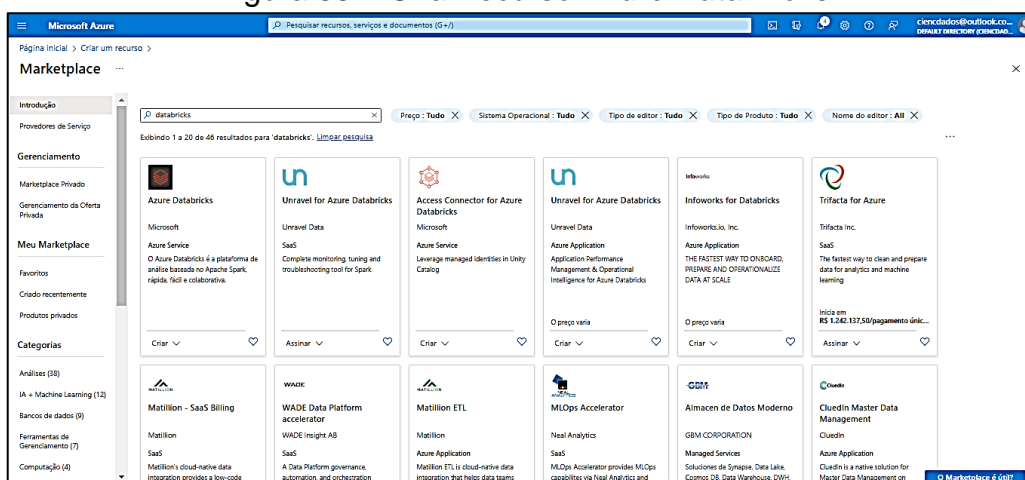 Microsoft Azure
Pesquisar recursos, serviços e documentos (G+/)
ciencdados@outlook.co...
DEFAULT DIRECTORY (CIENCDAD...
Página inicial > Criar um recurso >
Marketplace ...
Introdução
Provedores de Serviço
Gerenciamento
Marketplace Privado
Gerenciamento da Oferta
Privada
Meu Marketplace
Favoritos
Criado recentemente
Produtos privados
Categorias
Análises (38)
IA + Machine Learning (12)
Bancos de dados (9)
Ferramentas de
Gerenciamento (7)
Computação (4)
databricks
Preço : Tudo
Sistema Operacional : Tudo
Tipo de editor : Tudo
Tipo de Produto : Tudo
Nome do editor : All
Exibindo 1 a 20 de 46 resultados para 'databricks'. Limpar pesquisa
Azure Databricks
Microsoft
Azure Service
O Azure Databricks é a plataforma de
análise baseada no Apache Spark,
rápida, fácil e colaborativa.
Criar
Unravel for Azure Databricks
Unravel Data
SaaS
Complete monitoring, tuning and
troubleshooting tool for Spark
Assinar
Access Connector for Azure
Databricks
Microsoft
Azure Service
Leverage managed identities in Unity
Catalog
Criar
Unravel for Azure Databricks
Unravel Data
Azure Application
Application Performance
Management & Operational
Intelligence for Azure Databricks
O preço varia
Criar
Infoworks
Infoworks for Databricks
Infoworks.io, Inc.
Azure Application
THE FASTEST WAY TO ONBOARD,
PREPARE AND OPERATIONALIZE
DATA AT SCALE
O preço varia
Criar
Trifacta for Azure
Trifacta Inc.
SaaS
The fastest way to clean and prepare
data for analytics and machine
learning
Inicia em
R$ 1.242.137,50/pagamento únic...
Assinar
MATILLION
Matillion - SaaS Billing
Matillion
SaaS
Matillion's cloud-native data
integration provides a low-code
WADE
WADE Data Platform
accelerator
WADE Insight AB
SaaS
A Data Platform governance,
automation, and orchestration
MATILLION
Matillion ETL
Matillion
Azure Application
Matillion ETL is cloud-native data
integration that helps data teams
NEAL
ANALYTICS
MLOps Accelerator
Neal Analytics
SaaS
MLOps Accelerator provides MLOps
capabilites via Neal Analytics and
GBM
Almacen de Datos Moderno
GBM CORPORATION
Managed Services
Soluciones de Synapse, Data Lake,
Cosmos DB, Data Warehouse, DWH,
CluedIn
CluedIn Master Data
Management
CluedIn
Azure Application
CluedIn is a native solution for
Master Data Management on
O Marketplace é útil?